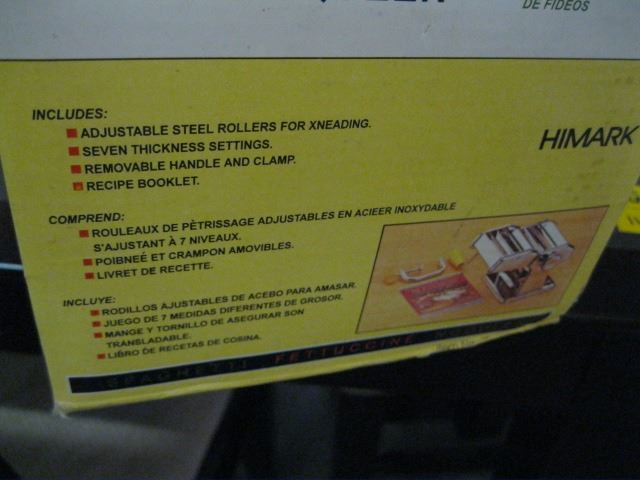 DE FIDEOS
INCLUDES:
ADJUSTABLE STEEL ROLLERS FOR XNEADING.
SEVEN THICKNESS SETTINGS.
REMOVABLE HANDLE AND CLAMP.
RECIPE BOOKLET.
HIMARK
COMPREND:
ROULEAUX DE PÈTRISSAGE ADJUSTABLES EN ACIEER INOXYDABLE
S'AJUSTANT À 7 NIVEAUX.
POIBNEÉ ET CRAMPON AMOVIBLES.
LIVRET DE RECETTE.
INCLUYE:
RODILLOS AJUSTABLES DE ACEBO PARA AMASAR.
JUEGO DE 7 MEDIDAS DIFERENTES DE GROSOR.
MANGE Y TORNILLO DE ASEGURAR SON
TRANSLADABLE.
LIBRO DE RECETAS DE COSINA.
SPAGHETTI FETTUCCINE